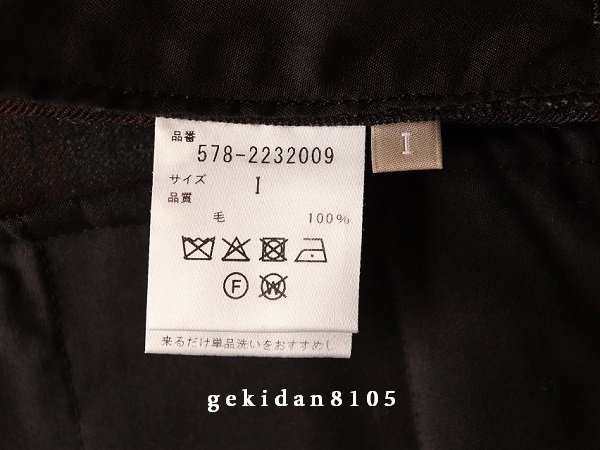 品番
578-2232009
サイズ I
品質
毛 100%
F W
来るだけ単品洗いをおすすめし
I
gekidan8105